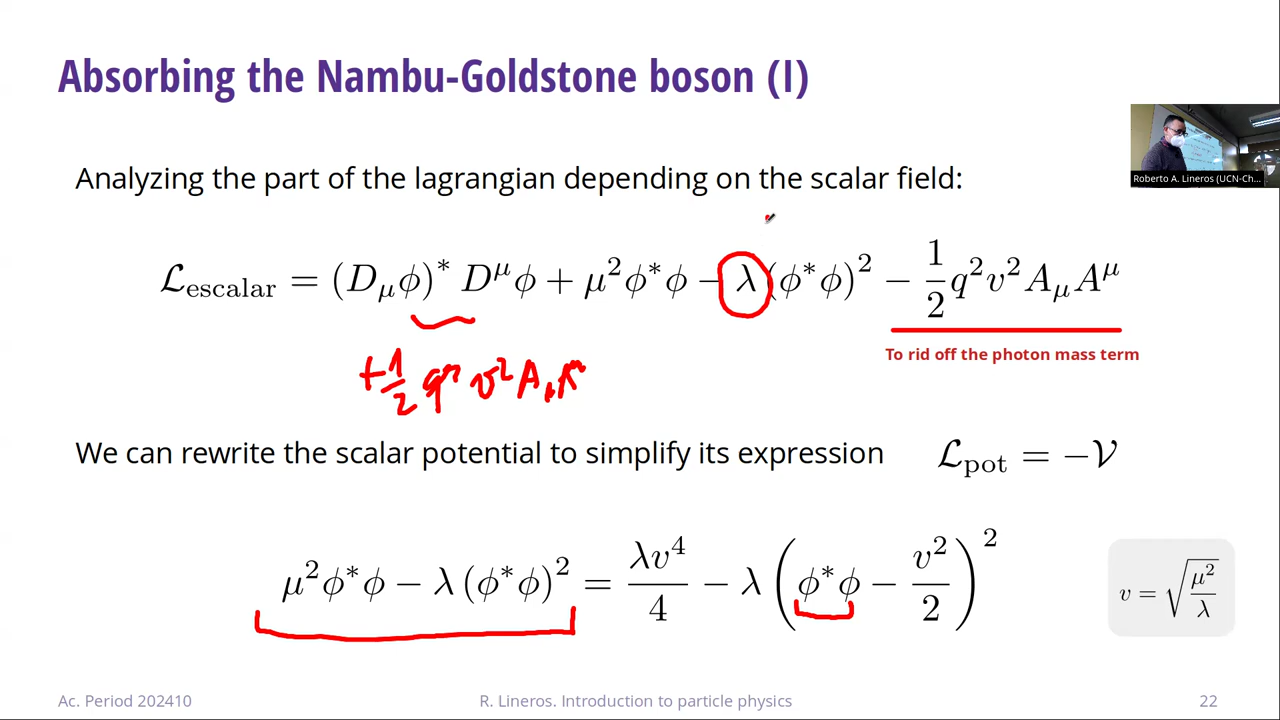 Absorbing the Nambu-Goldstone boson (I)
Analyzing the part of the lagrangian depending on the scalar field:
Roberto A. Lineros (UCN-Ch...
ℒ_escalar = (D_μϕ)^* D^μϕ + μ²ϕ^*ϕ − λ(ϕ^*ϕ)² − 1/2 q²v²A_μA^μ
To rid off the photon mass term
+1/2 q² v² A_μ A^μ
We can rewrite the scalar potential to simplify its expression ℒ_pot = −𝒱
μ²ϕ^*ϕ − λ(ϕ^*ϕ)² = λv⁴/4 − λ(ϕ^*ϕ − v²/2)²
v = √(μ²/λ)
Ac. Period 202410 R. Lineros. Introduction to particle physics 22